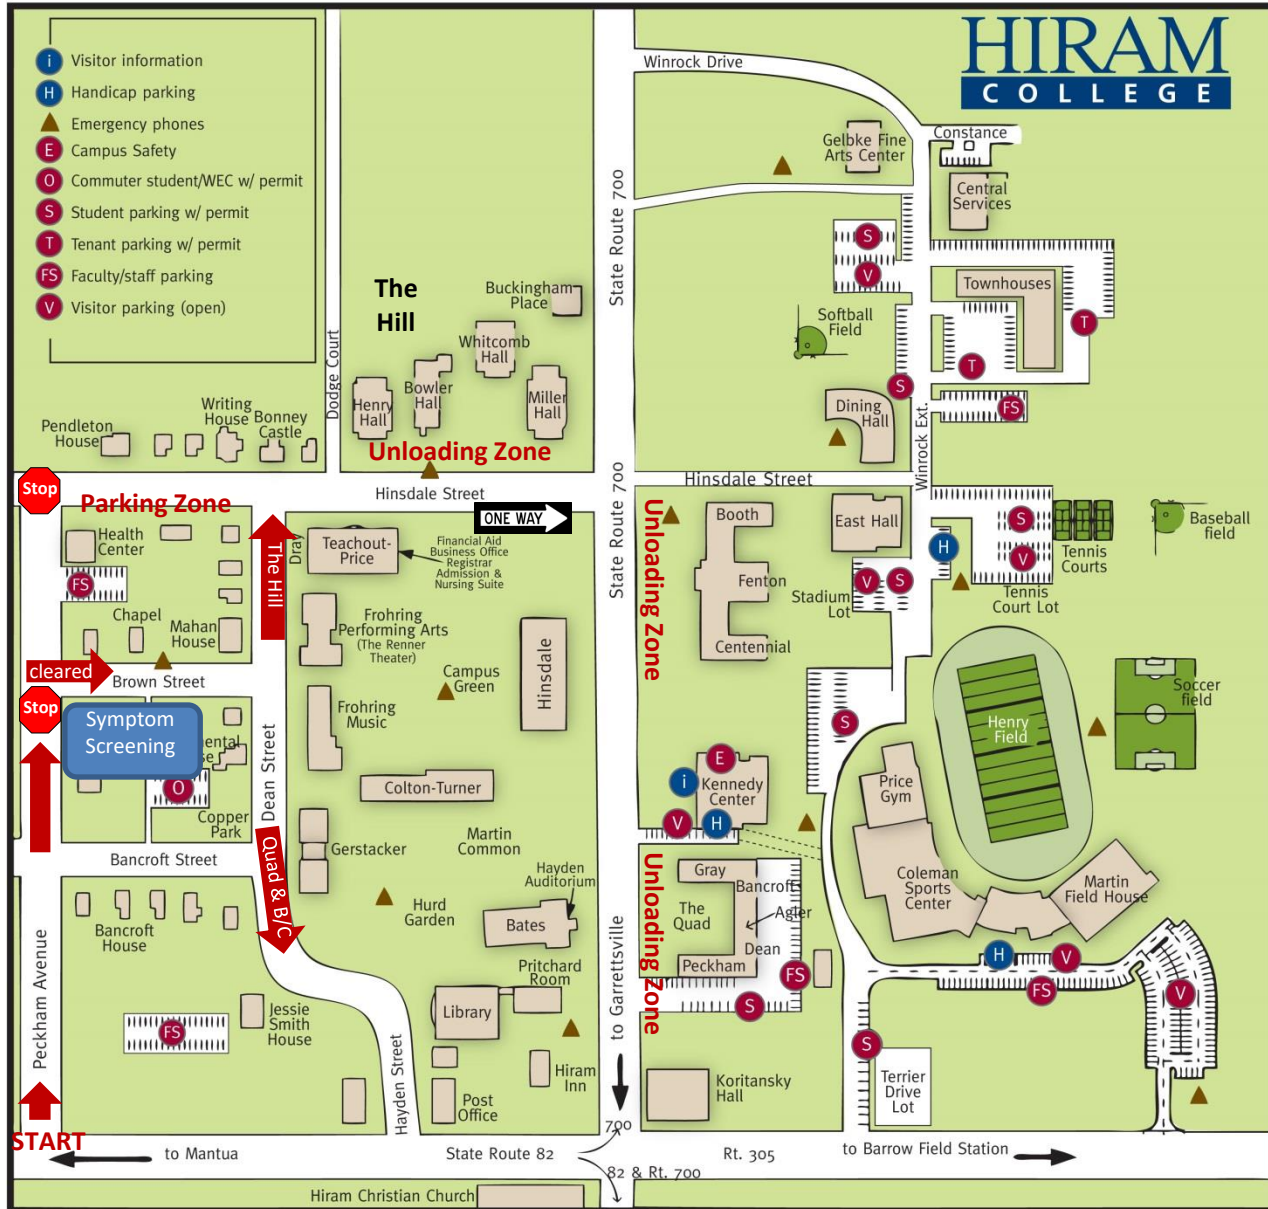 HIRAM
COLLEGE
i Visitor information
H Handicap parking
Emergency phones
E Campus Safety
O Commuter student/WEC w/ permit
S Student parking w/ permit
T Tenant parking w/ permit
FS Faculty/staff parking
V Visitor parking (open)
Winrock Drive
Constance
Gelbke Fine
Arts Center
Central
Services
State Route 700
S
V
Townhouses
T
T
Softball
Field
S
FS
Dining
Hall
Winrock Ext.
The
Hill
Buckingham
Place
Whitcomb
Hall
Bowler
Hall
Henry
Hall
Miller
Hall
Dodge Court
Writing
House
Bonney
Castle
Pendleton
House
Unloading Zone
Stop
Parking Zone
Hinsdale Street
Hinsdale Street
ONE WAY
State Route 700
Health
Center
FS
Chapel
Mahan
House
The Hill
Dray
Teachout-
Price
Financial Aid
Business Office
Registrar
Admission &
Nursing Suite
Frohring
Performing Arts
(The Renner
Theater)
Campus
Green
Hinsdale
Unloading Zone
Booth
Fenton
Centennial
East Hall
V
S
Stadium
Lot
H
S
V
Tennis
Courts
Tennis
Court Lot
Baseball
field
cleared
Brown Street
Stop
Symptom
Screening
mental
se
O
Copper
Park
Dean Street
Frohring
Music
Colton-Turner
S
Henry
Field
Soccer
field
E
i
Kennedy
Center
V
H
Price
Gym
Bancroft Street
Quad & B/C
Gerstacker
Martin
Common
Hayden
Auditorium
Hurd
Garden
Bates
Unloading Zone
Gray
Bancroft
Agler
The
Quad
Dean
Peckham
FS
S
Coleman
Sports
Center
Martin
Field House
H
V
FS
V
Bancroft
House
Peckham Avenue
FS
Jessie
Smith
House
Pritchard
Room
Library
Hiram
Inn
Post
Office
Hayden Street
to Garrettsville
Koritansky
Hall
S
Terrier
Drive
Lot
START
to Mantua
State Route 82
700
Rt. 305
to Barrow Field Station
82 & Rt. 700
Hiram Christian Church